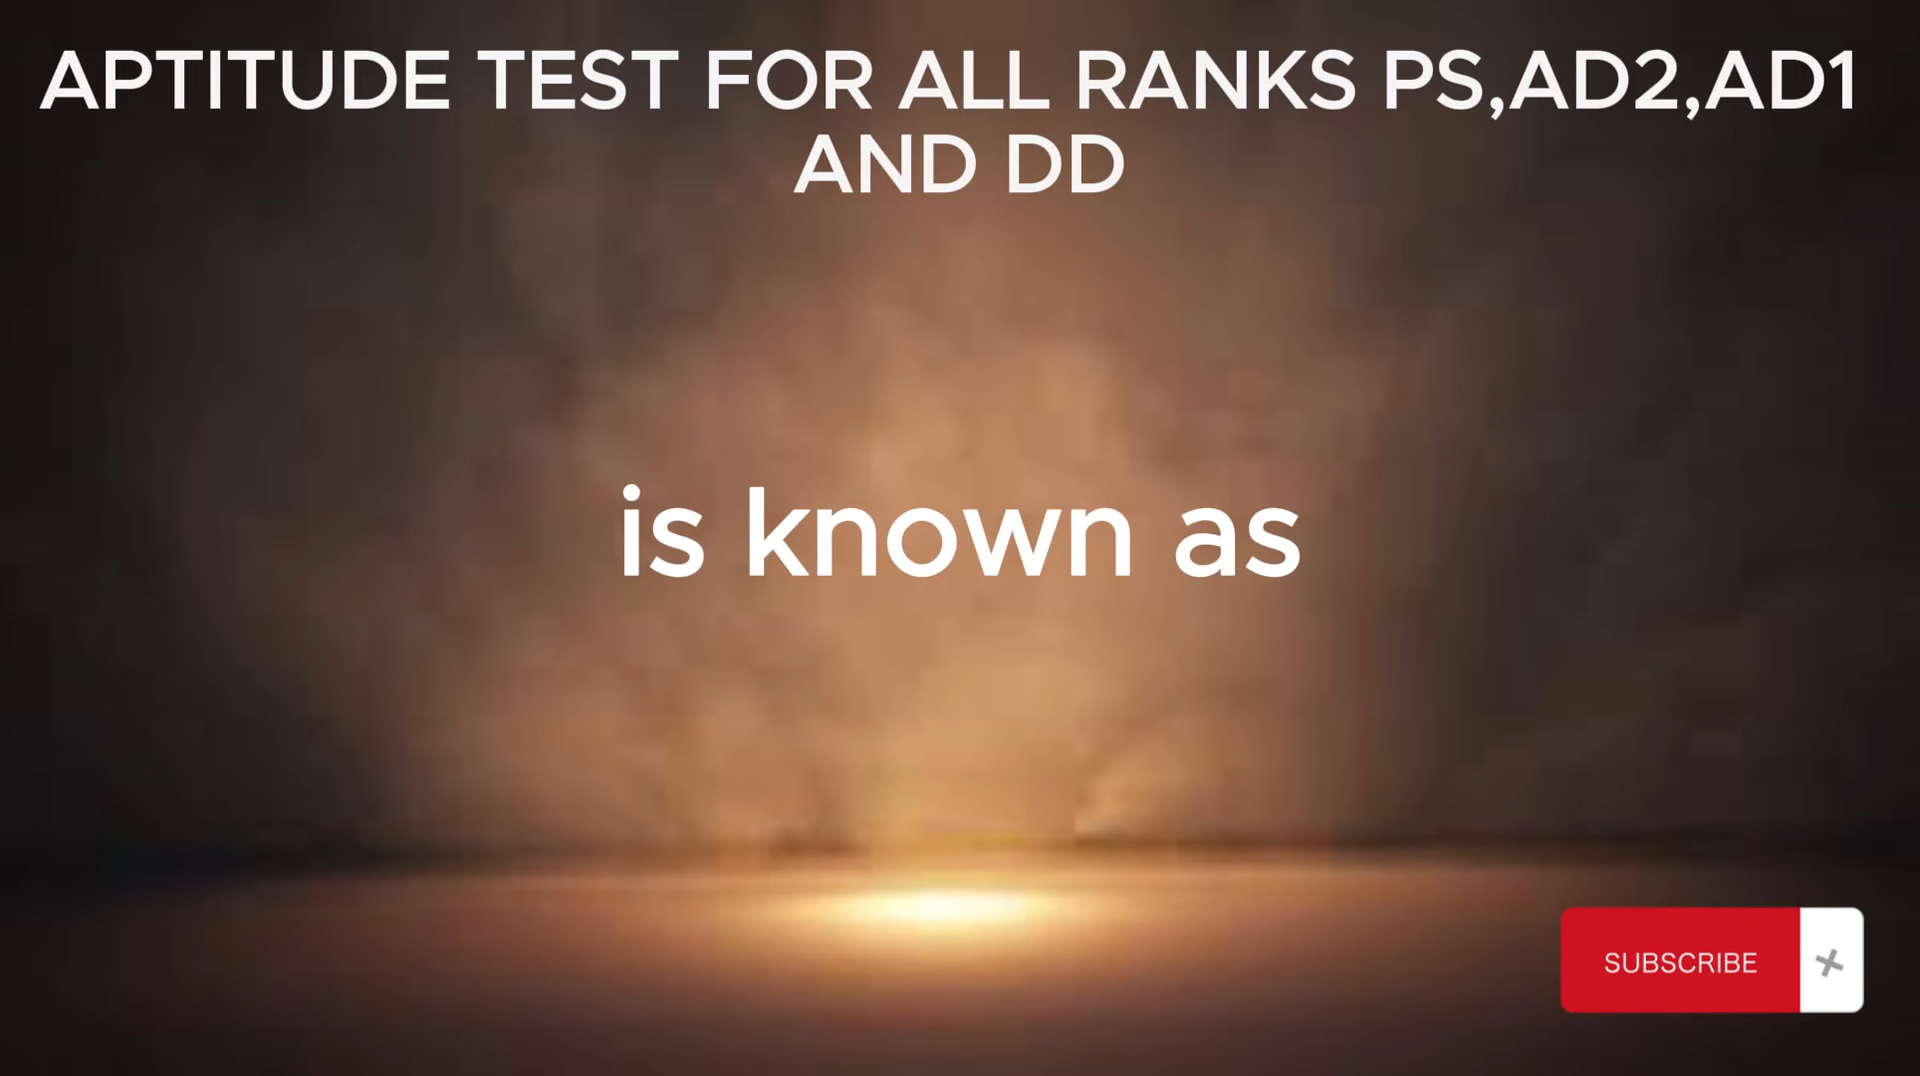 APTITUDE TEST FOR ALL RANKS PS,AD2,AD1
AND DD
is known as
SUBSCRIBE